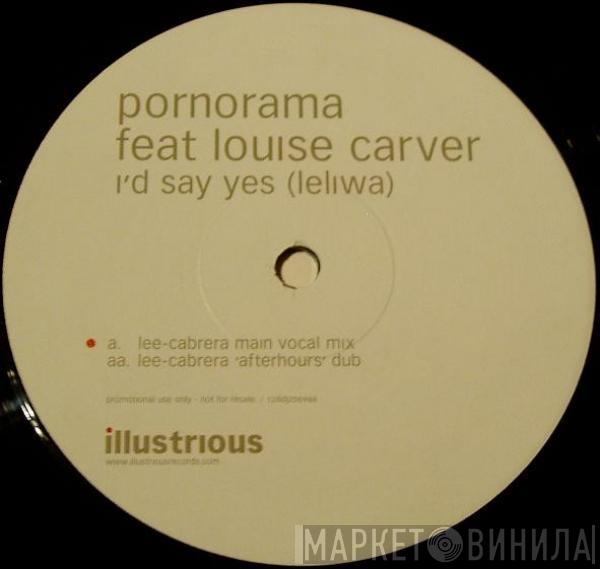 pornorama
feat louise carver
i'd say yes (leliwa)
a. lee-cabrera main vocal mix
aa. lee-cabrera 'afterhours' dub
promotional use only - not for resale. /
illustrious
www.illustriousrecords.com
МАРКЕТ ВИНИЛА